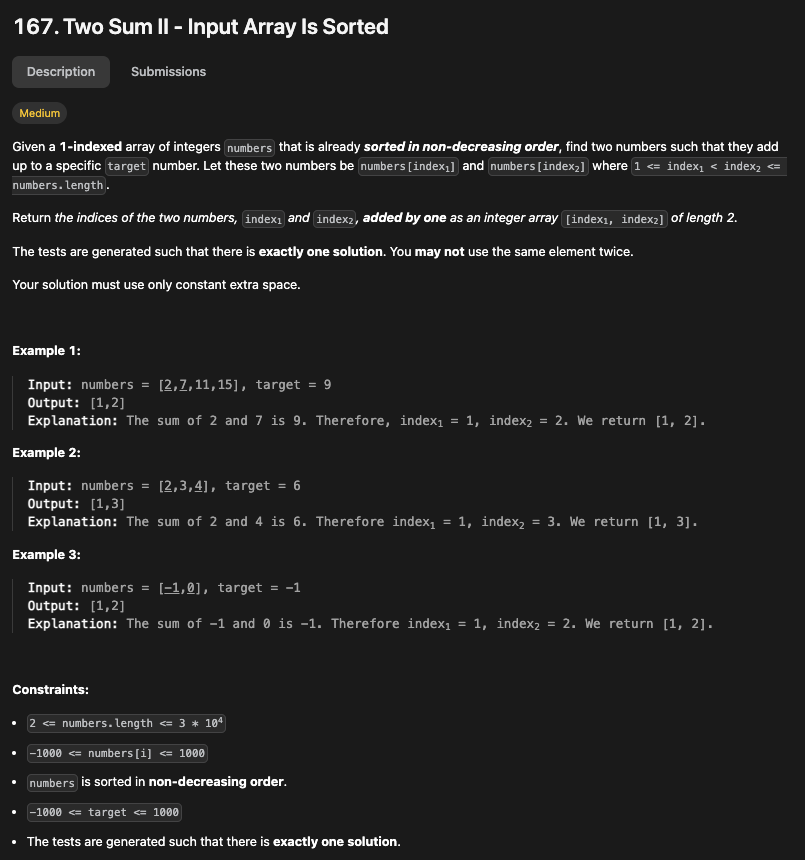 167. Two Sum II - Input Array Is Sorted
Description Submissions
Medium
Given a 1-indexed array of integers numbers that is already sorted in non-decreasing order, find two numbers such that they add
up to a specific target number. Let these two numbers be numbers[index₁] and numbers[index₂] where 1 <= index₁ < index₂ <=
numbers.length.
Return the indices of the two numbers, index₁ and index₂, added by one as an integer array [index₁, index₂] of length 2.
The tests are generated such that there is exactly one solution. You may not use the same element twice.
Your solution must use only constant extra space.
Example 1:
Input: numbers = [2,7,11,15], target = 9
Output: [1,2]
Explanation: The sum of 2 and 7 is 9. Therefore, index₁ = 1, index₂ = 2. We return [1, 2].
Example 2:
Input: numbers = [2,3,4], target = 6
Output: [1,3]
Explanation: The sum of 2 and 4 is 6. Therefore index₁ = 1, index₂ = 3. We return [1, 3].
Example 3:
Input: numbers = [-1,0], target = -1
Output: [1,2]
Explanation: The sum of -1 and 0 is -1. Therefore index₁ = 1, index₂ = 2. We return [1, 2].
Constraints:
• 2 <= numbers.length <= 3 * 10⁴
• -1000 <= numbers[i] <= 1000
• numbers is sorted in non-decreasing order.
• -1000 <= target <= 1000
• The tests are generated such that there is exactly one solution.